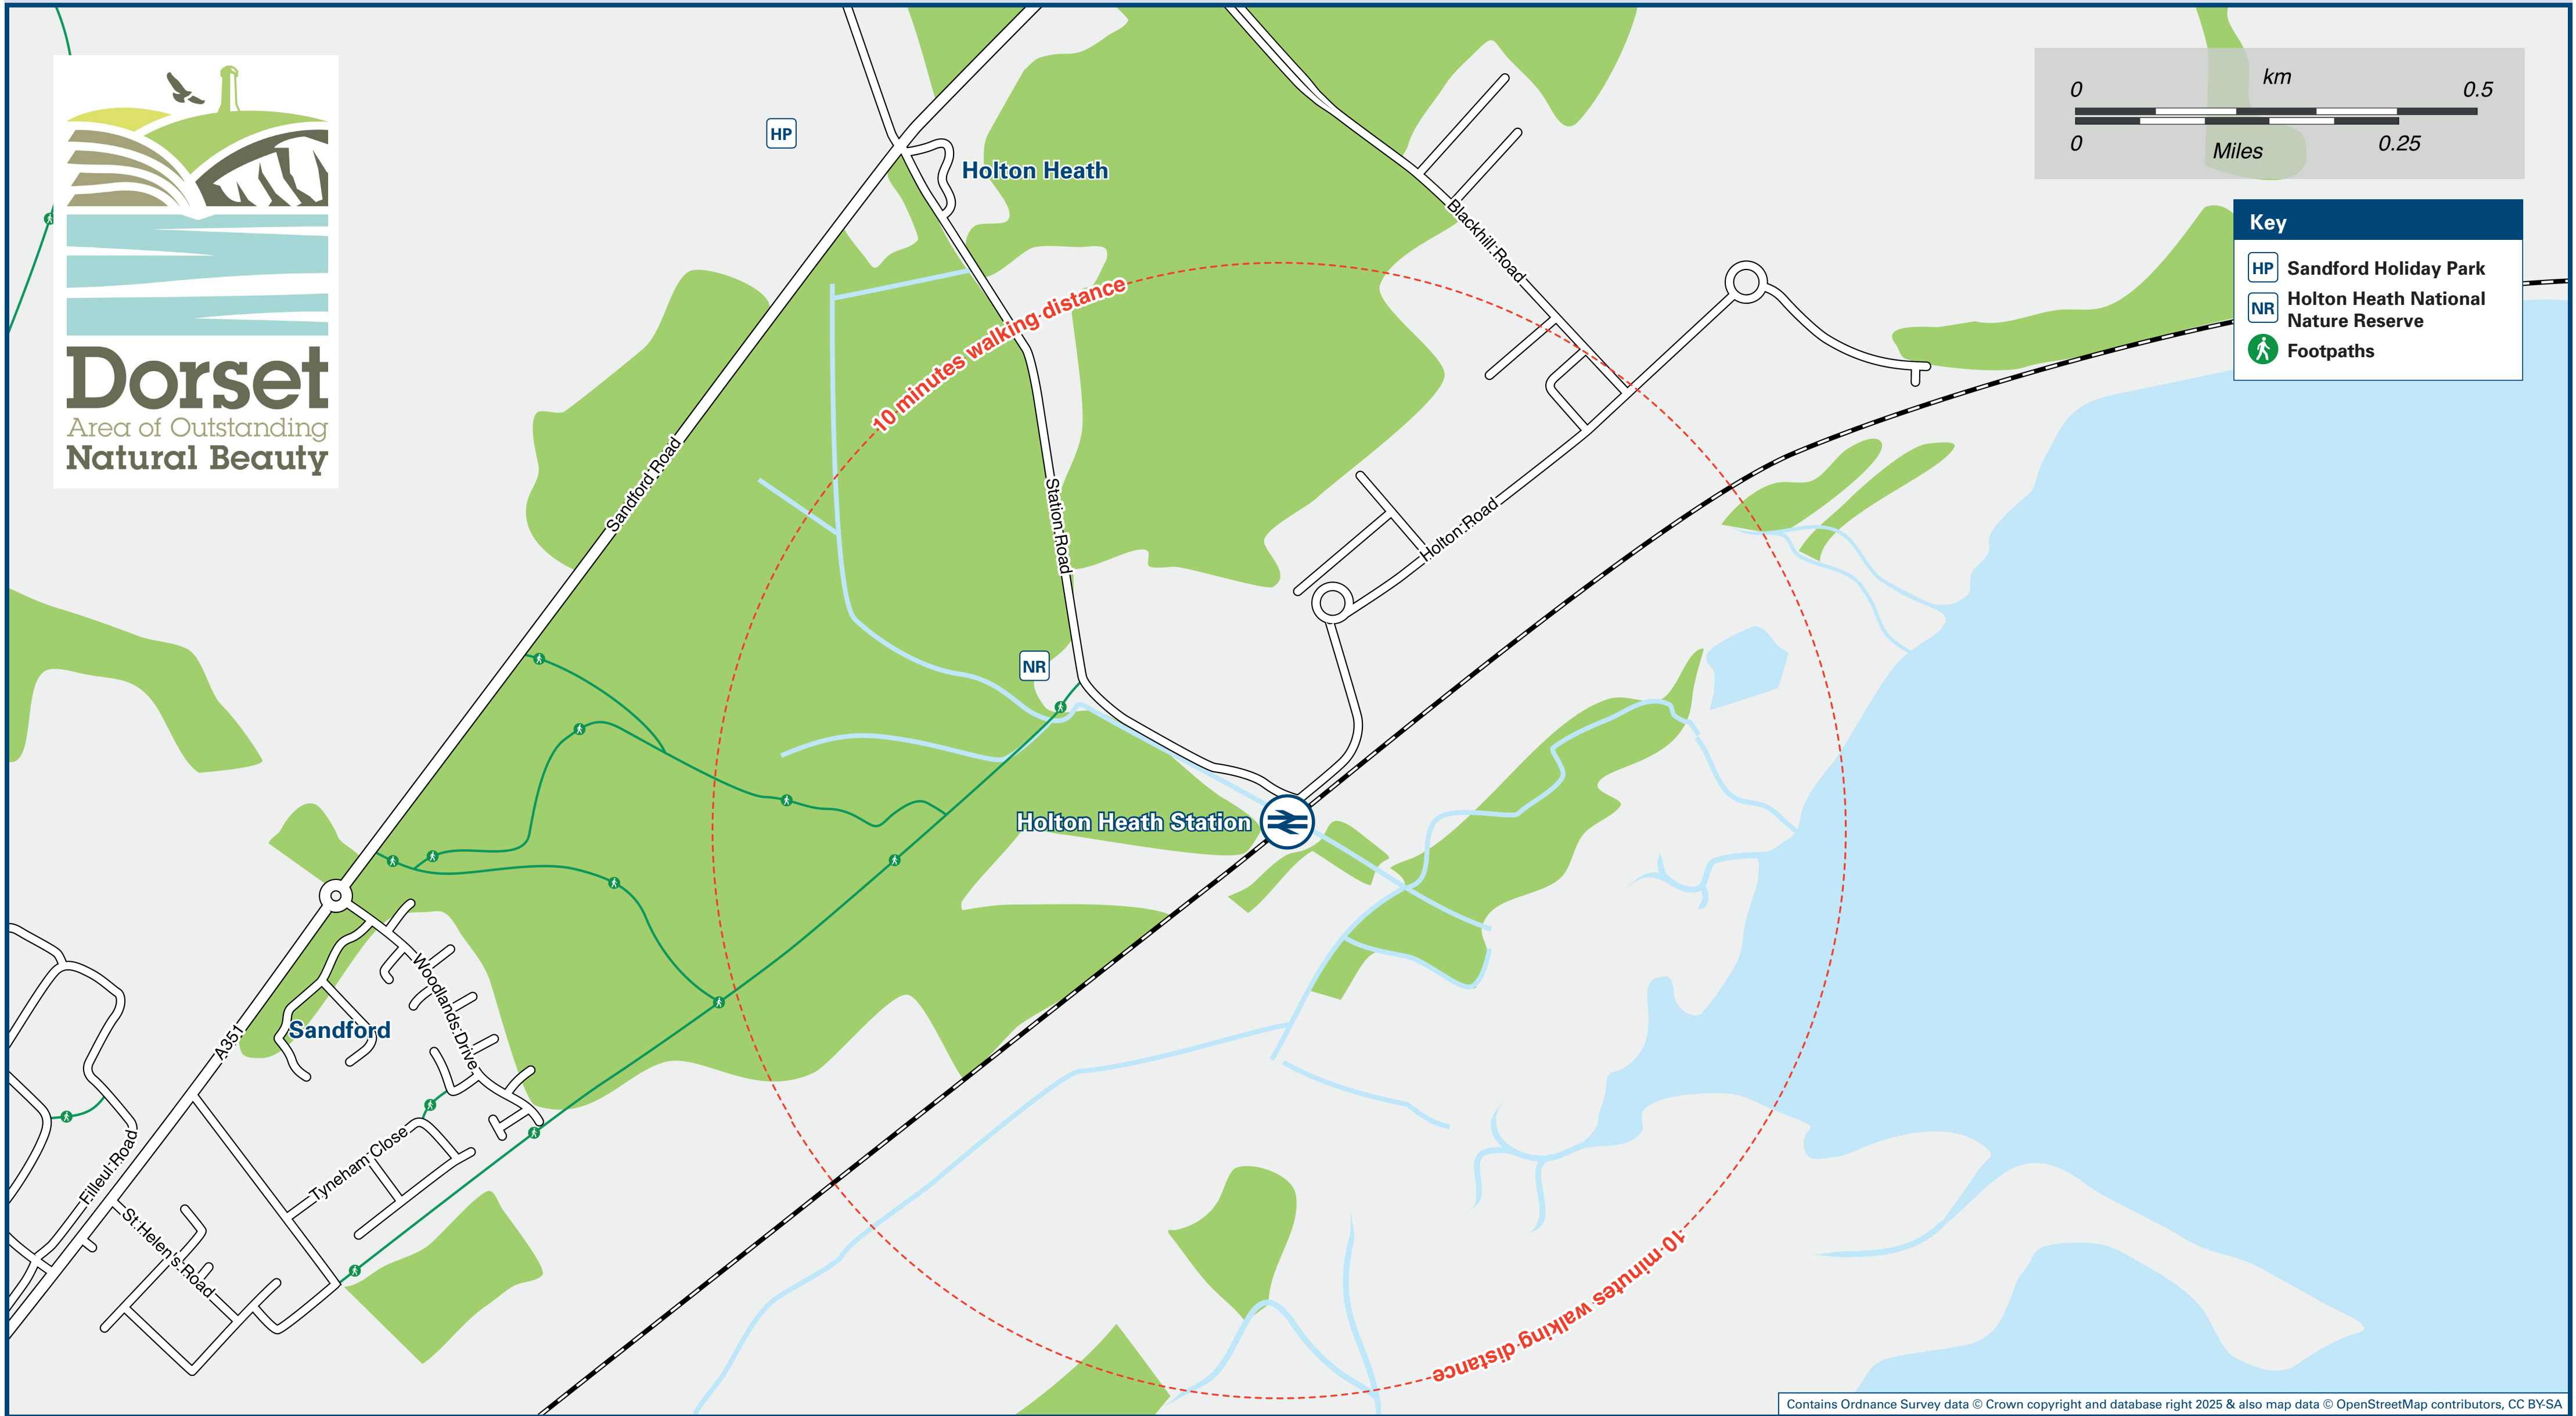 Dorset
Area of Outstanding
Natural Beauty
HP
Holton Heath
Blackhill Road
km
0
0.5
0
Miles
0.25
Key
HP Sandford Holiday Park
NR Holton Heath National
Nature Reserve
Footpaths
10 minutes walking distance
Sandford Road
Station Road
Holton Road
NR
Holton Heath Station
Woodlands Drive
Sandford
A351
Filleul Road
Tyneham Close
St Helen's Road
10 minutes walking distance
Contains Ordnance Survey data © Crown copyright and database right 2025 & also map data © OpenStreetMap contributors, CC BY-SA